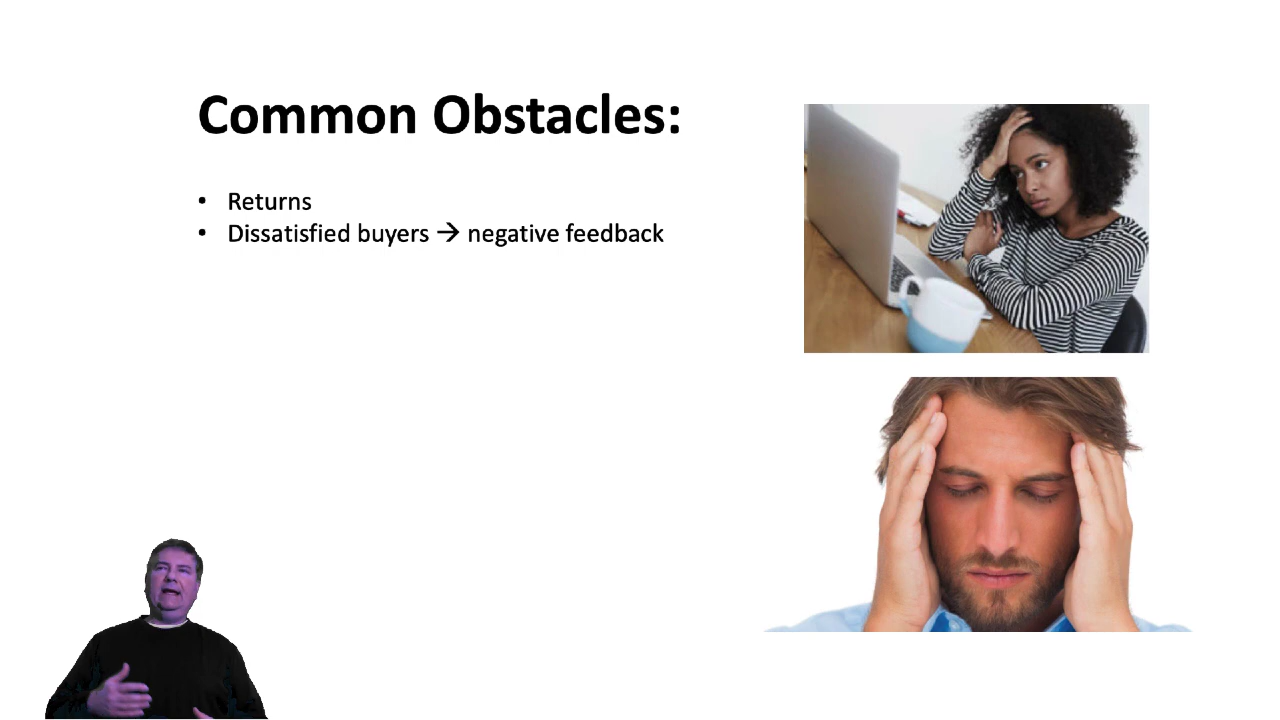 Common Obstacles:
• Returns
• Dissatisfied buyers → negative feedback